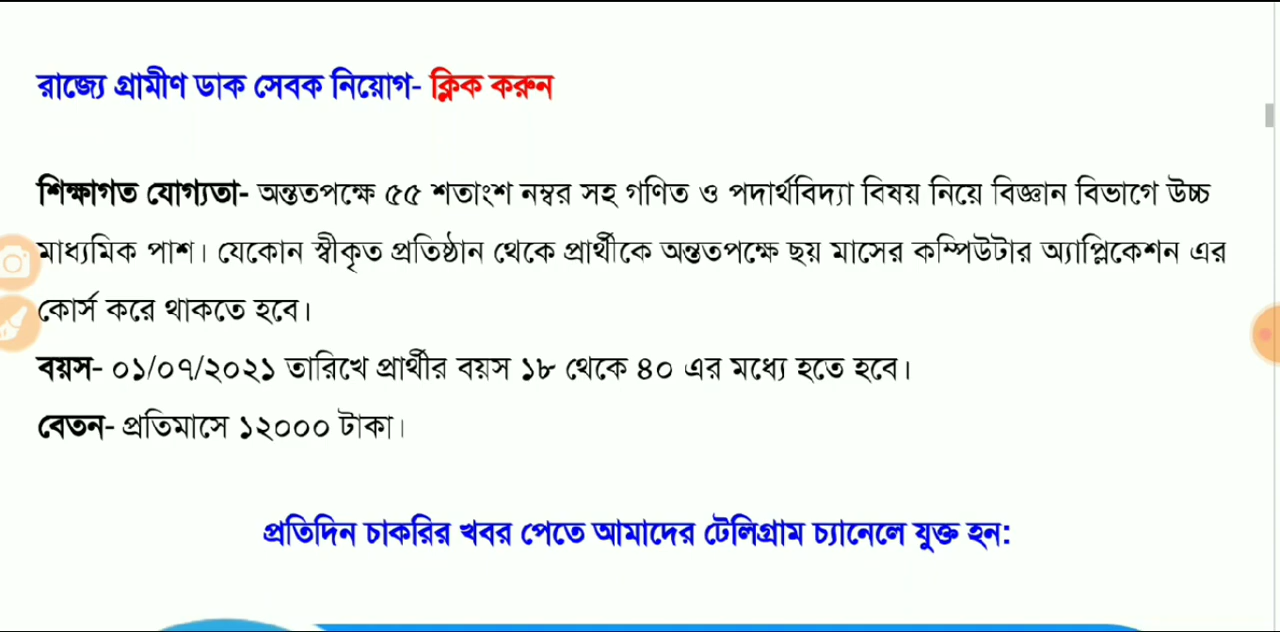 রাজ্যে গ্রামীণ ডাক সেবক নিয়োগ- ক্লিক করুন
শিক্ষাগত যোগ্যতা- অন্ততপক্ষে ৫৫ শতাংশ নম্বর সহ গণিত ও পদার্থবিদ্যা বিষয় নিয়ে বিজ্ঞান বিভাগে উচ্চ
মাধ্যমিক পাশ। যেকোন স্বীকৃত প্রতিষ্ঠান থেকে প্রার্থীকে অন্ততপক্ষে ছয় মাসের কম্পিউটার অ্যাপ্লিকেশন এর
কোর্স করে থাকতে হবে।
বয়স- ০১/০৭/২০২১ তারিখে প্রার্থীর বয়স ১৮ থেকে ৪০ এর মধ্যে হতে হবে।
বেতন- প্রতিমাসে ১২০০০ টাকা।
প্রতিদিন চাকরির খবর পেতে আমাদের টেলিগ্রাম চ্যানেলে যুক্ত হন: